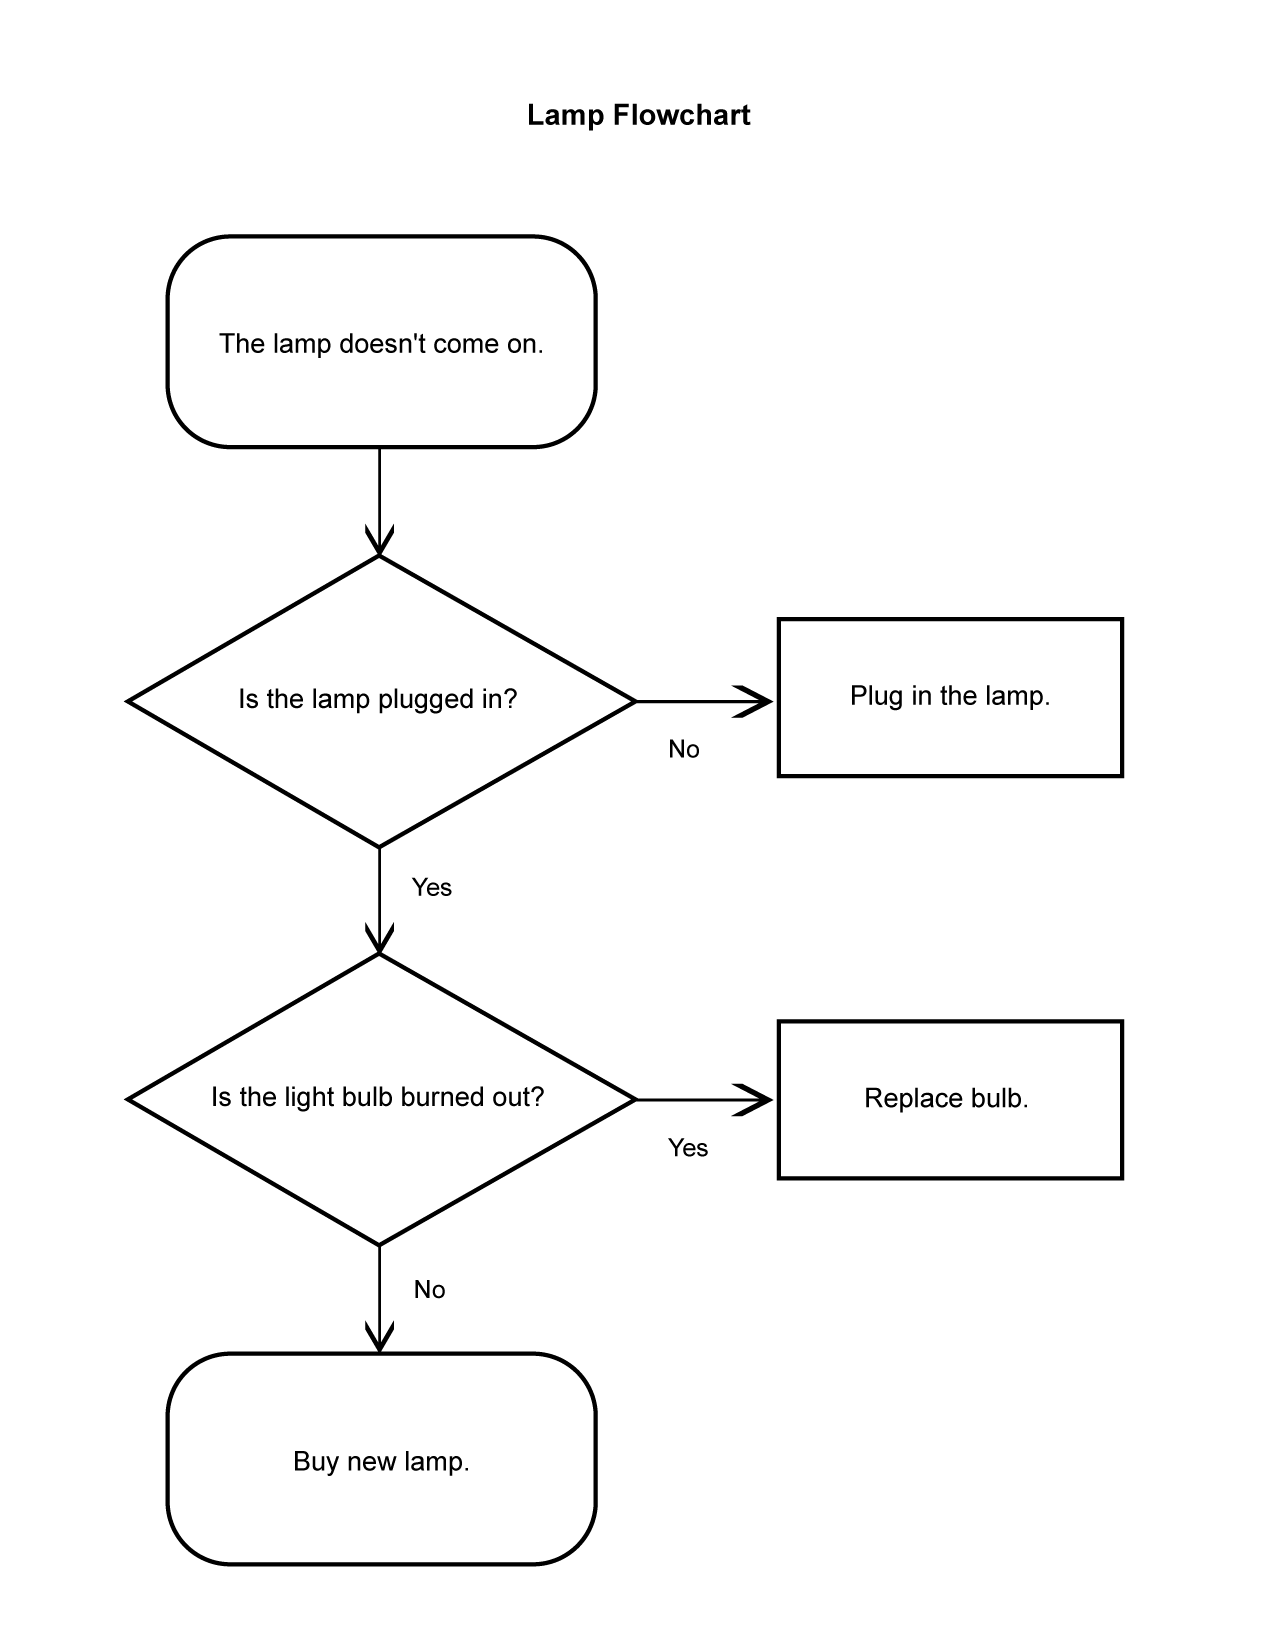 Lamp Flowchart
The lamp doesn't come on.
Is the lamp plugged in?
No
Plug in the lamp.
Yes
Is the light bulb burned out?
Yes
Replace bulb.
No
Buy new lamp.